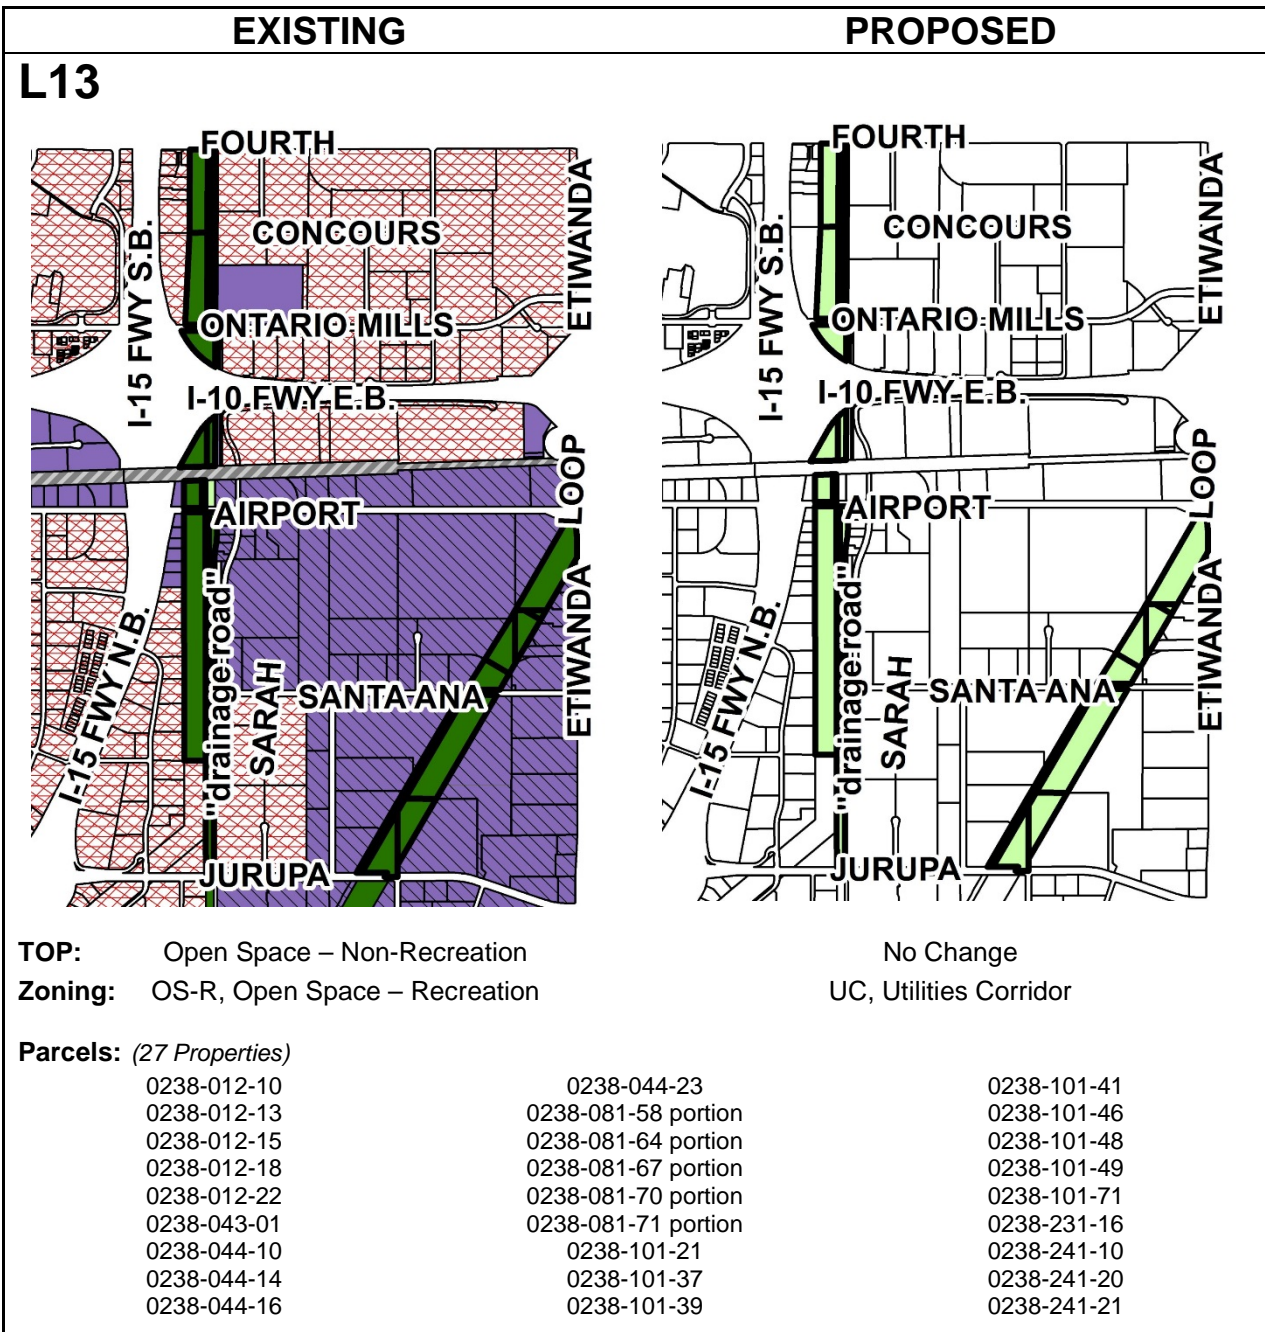 EXISTING PROPOSED
L13
FOURTH
CONCOURS
ETIWANDA
I-15 FWY S.B.
ONTARIO MILLS
I-10 FWY E.B.
LOOP
AIRPORT
"drainage road"
ETIWANDA
I-15 FWY N.B.
SARAH
SANTA ANA
JURUPA
FOURTH
CONCOURS
ETIWANDA
I-15 FWY S.B.
ONTARIO MILLS
I-10 FWY E.B.
LOOP
AIRPORT
"drainage road"
ETIWANDA
I-15 FWY N.B.
SARAH
SANTA ANA
JURUPA
TOP: Open Space – Non-Recreation No Change
Zoning: OS-R, Open Space – Recreation UC, Utilities Corridor
Parcels: (27 Properties)
0238-012-10 0238-044-23 0238-101-41
0238-012-13 0238-081-58 portion 0238-101-46
0238-012-15 0238-081-64 portion 0238-101-48
0238-012-18 0238-081-67 portion 0238-101-49
0238-012-22 0238-081-70 portion 0238-101-71
0238-043-01 0238-081-71 portion 0238-231-16
0238-044-10 0238-101-21 0238-241-10
0238-044-14 0238-101-37 0238-241-20
0238-044-16 0238-101-39 0238-241-21